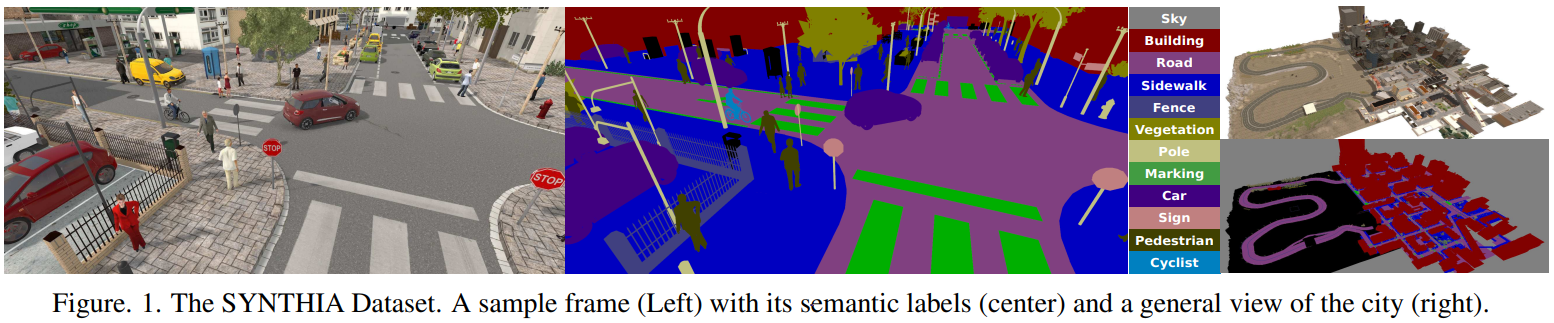 STOP
STOP
Sky
Building
Road
Sidewalk
Fence
Vegetation
Pole
Marking
Car
Sign
Pedestrian
Cyclist
Figure. 1. The SYNTHIA Dataset. A sample frame (Left) with its semantic labels (center) and a general view of the city (right).